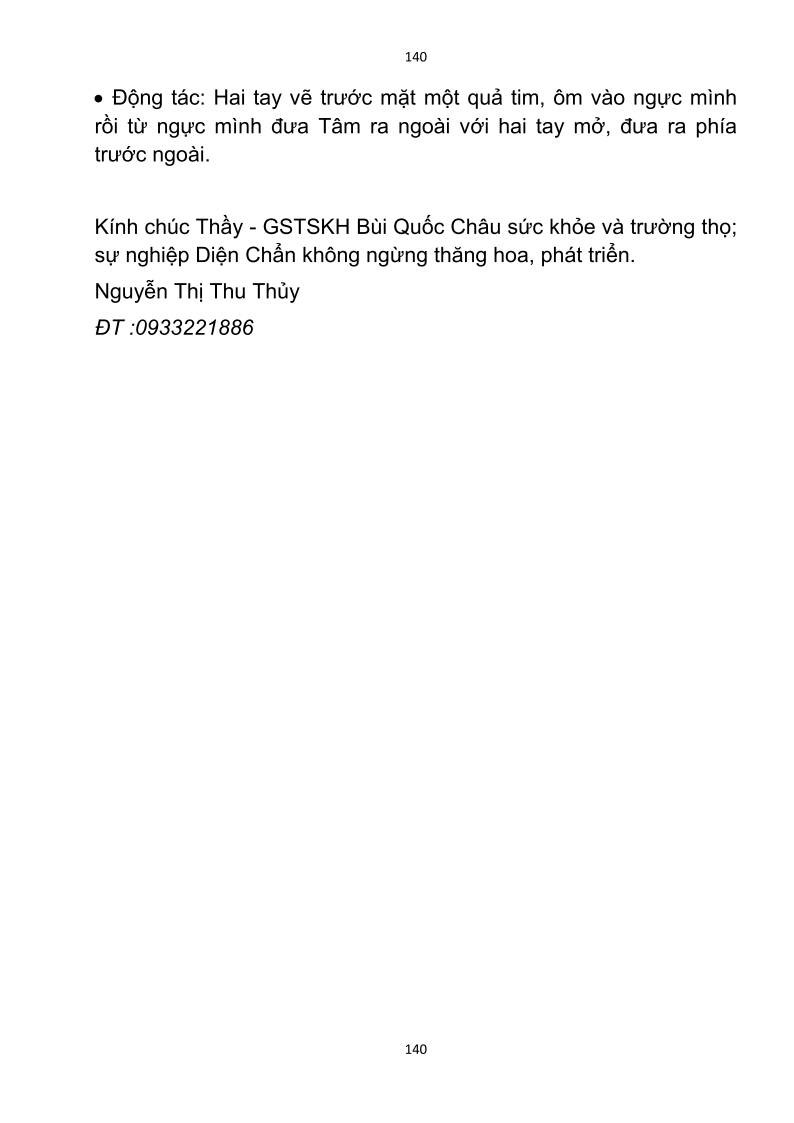 140
• Động tác: Hai tay vẽ trước mặt một quả tim, ôm vào ngực mình
rồi từ ngực mình đưa Tâm ra ngoài với hai tay mở, đưa ra phía
trước ngoài.
Kính chúc Thầy - GSTSKH Bùi Quốc Châu sức khỏe và trường thọ;
sự nghiệp Diện Chẩn không ngừng thăng hoa, phát triển.
Nguyễn Thị Thu Thủy
ĐT :0933221886
140